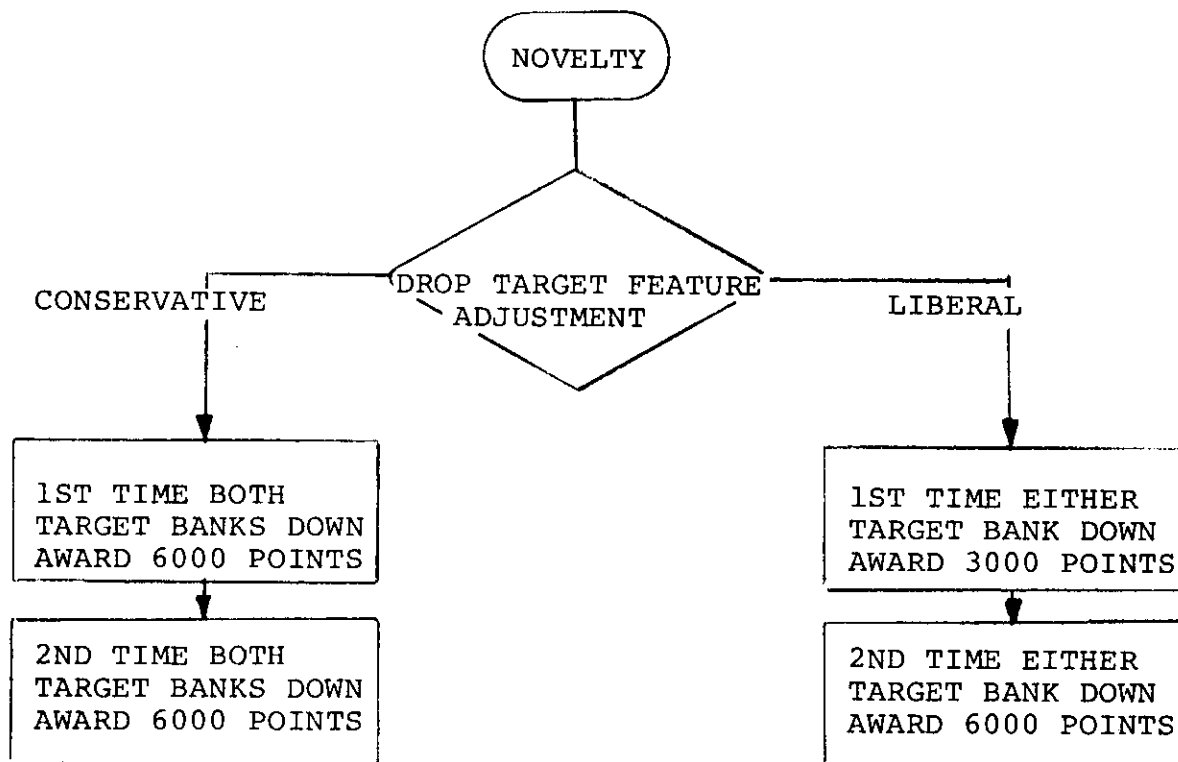 NOVELTY
DROP TARGET FEATURE
ADJUSTMENT
CONSERVATIVE
LIBERAL
1ST TIME BOTH
TARGET BANKS DOWN
AWARD 6000 POINTS
1ST TIME EITHER
TARGET BANK DOWN
AWARD 3000 POINTS
2ND TIME BOTH
TARGET BANKS DOWN
AWARD 6000 POINTS
2ND TIME EITHER
TARGET BANK DOWN
AWARD 6000 POINTS